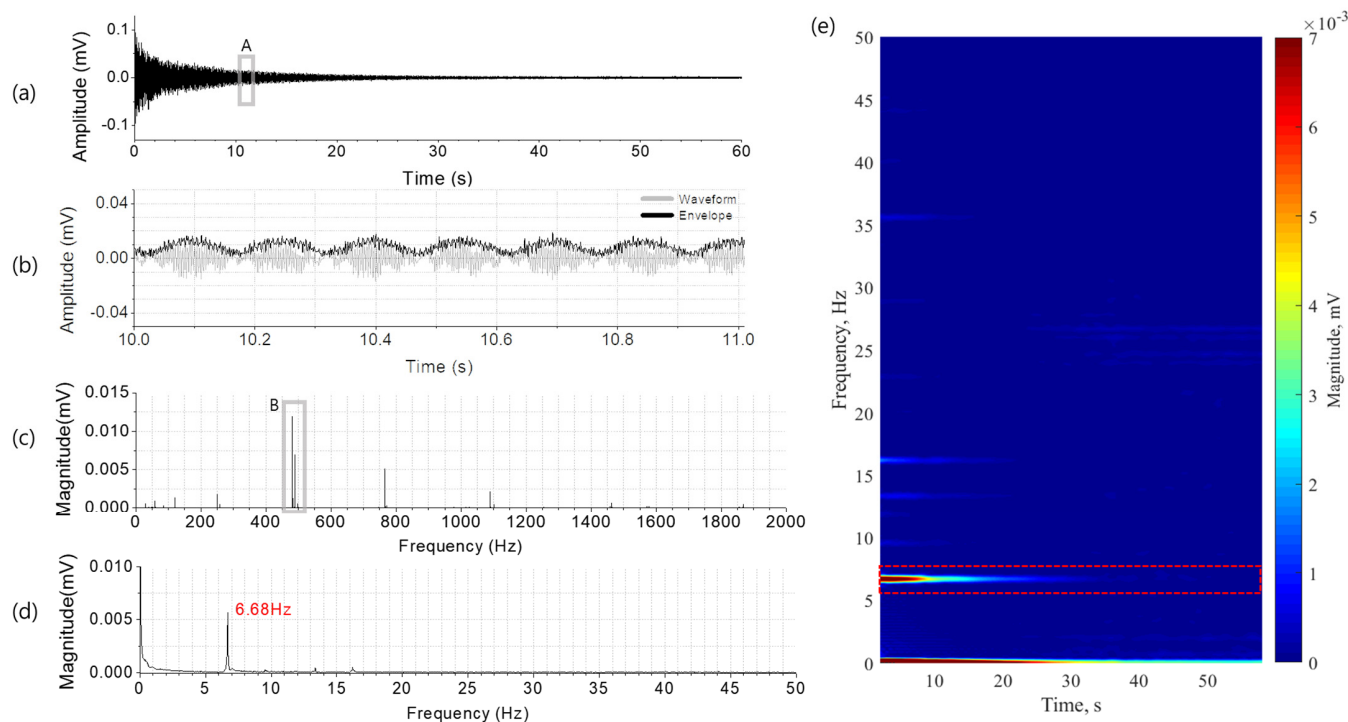 (a)
Amplitude (mV)
0.1
0.0
-0.1
A
0 10 20 30 40 50 60
Time (s)
(b)
Amplitude (mV)
0.04
0.00
-0.04
Waveform
Envelope
10.0 10.2 10.4 10.6 10.8 11.0
Time (s)
(c)
Magnitude(mV)
0.015
0.010
0.005
0.000
B
0 200 400 600 800 1000 1200 1400 1600 1800 2000
Frequency (Hz)
(d)
Magnitude(mV)
0.010
0.005
0.000
6.68Hz
0 5 10 15 20 25 30 35 40 45 50
Frequency (Hz)
(e)
Frequency, Hz
50
45
40
35
30
25
20
15
10
5
0
10 20 30 40 50
Time, s
×10⁻³
7
6
5
4
3
2
1
0
Magnitude, mV